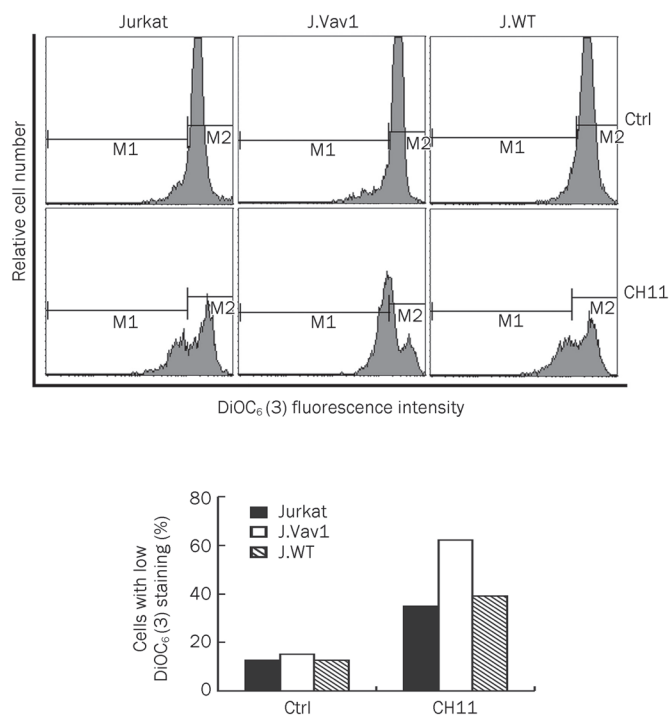 Jurkat J.Vav1 J.WT
Relative cell number
M1 M2 M1 M2 M1 M2 Ctrl
M1 M2 M1 M2 M1 M2 CH11
DiOC₆(3) fluorescence intensity
Cells with low
DiOC₆(3) staining (%)
80
60
40
20
0
Jurkat
J.Vav1
J.WT
Ctrl CH11